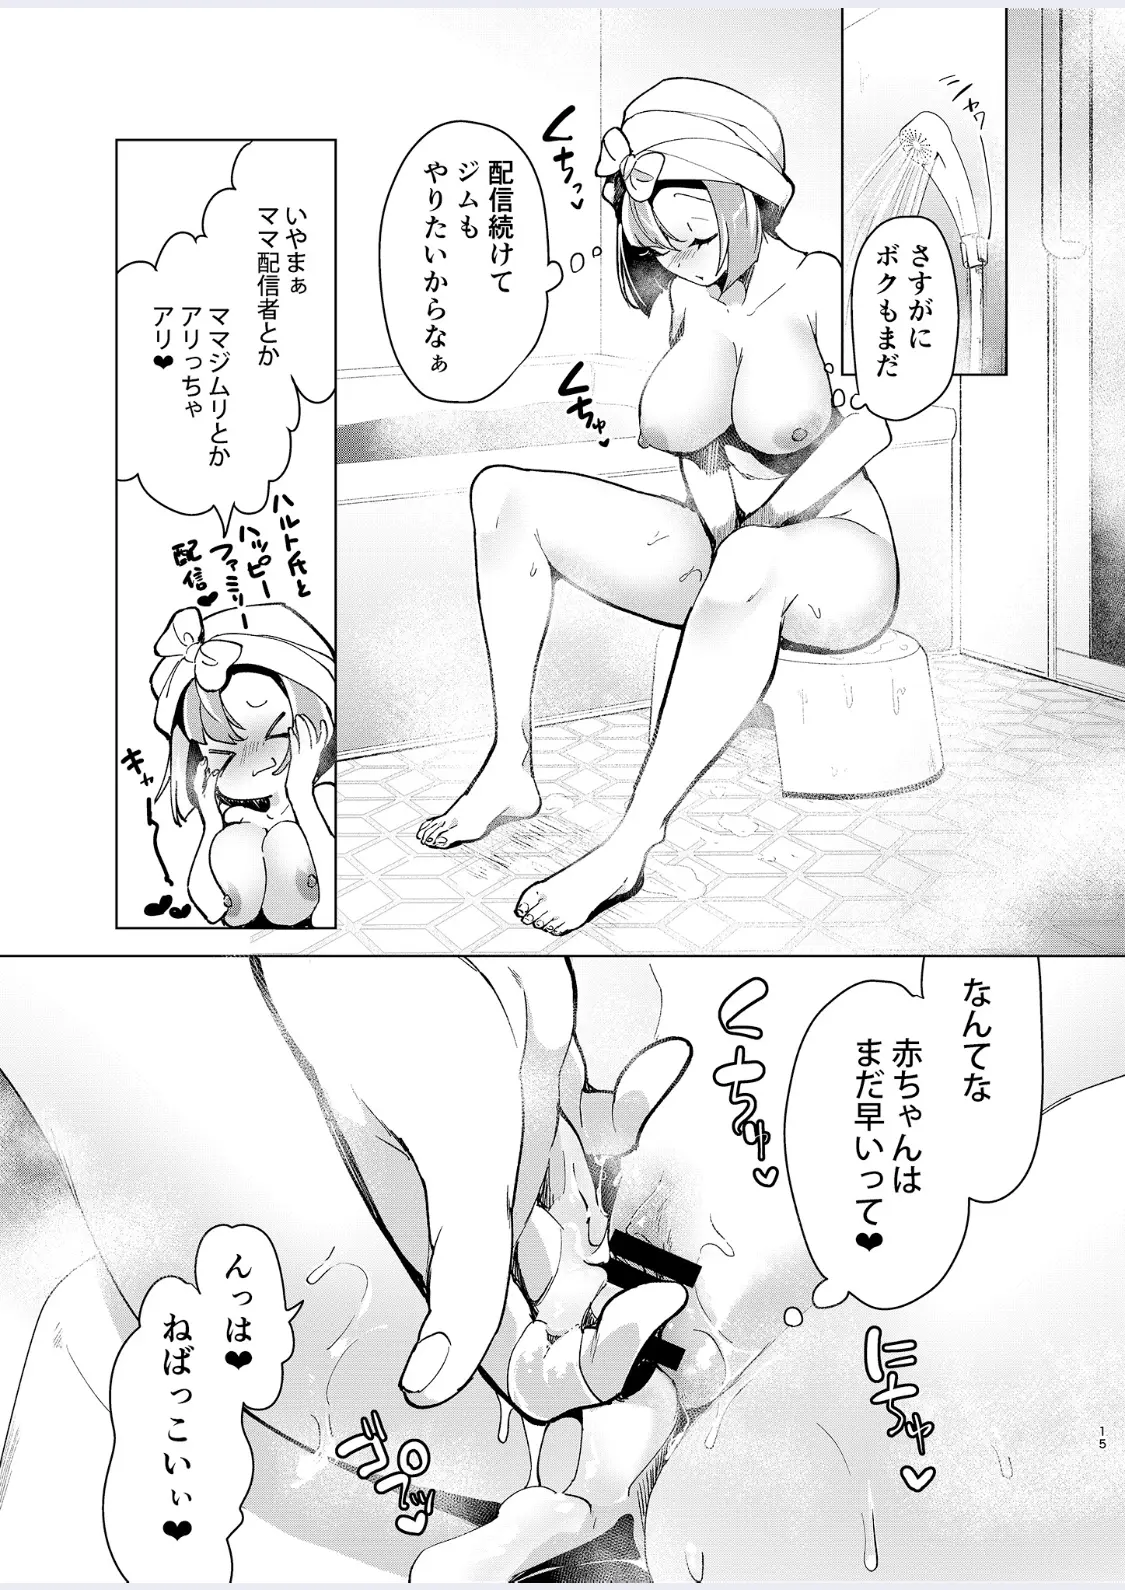 シャワ
さすがに
ボクもまだ
くちっ
配信続けて
ジムも
やりたいからなぁ
くちゅ
いやまぁ
ママ配信者とか
ママジムリとか
アリっちゃ
アリ❤
ハルト氏と
ハッピー
ファミリー
配信♥
キャー
なんてな
赤ちゃんは
まだ早いって❤
くちゅ♡
にちゅ♡
んっは❤
ねばっこいぃ❤
ゴプッ♡
15